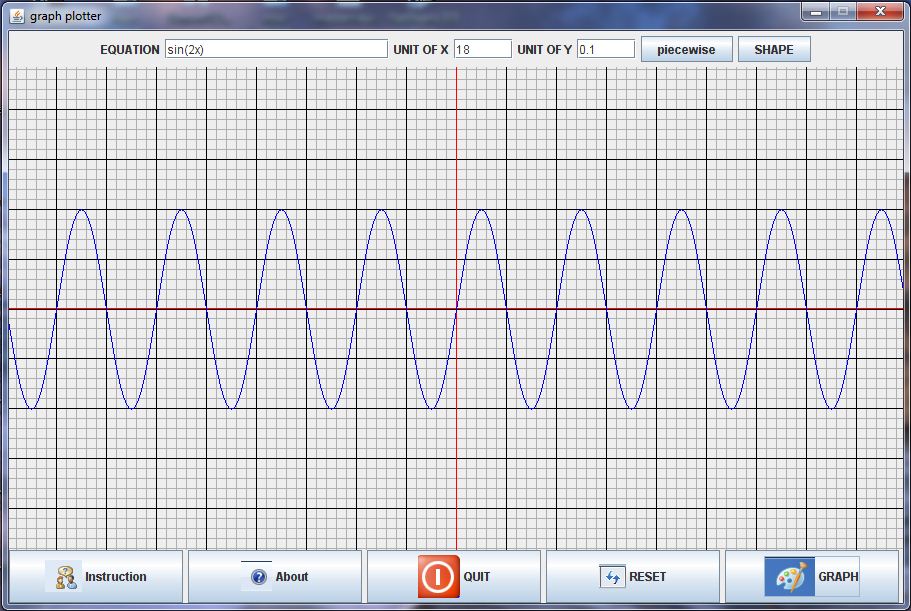 graph plotter
EQUATION sin(2x) UNIT OF X 18 UNIT OF Y 0.1 piecewise SHAPE
Instruction About QUIT RESET GRAPH